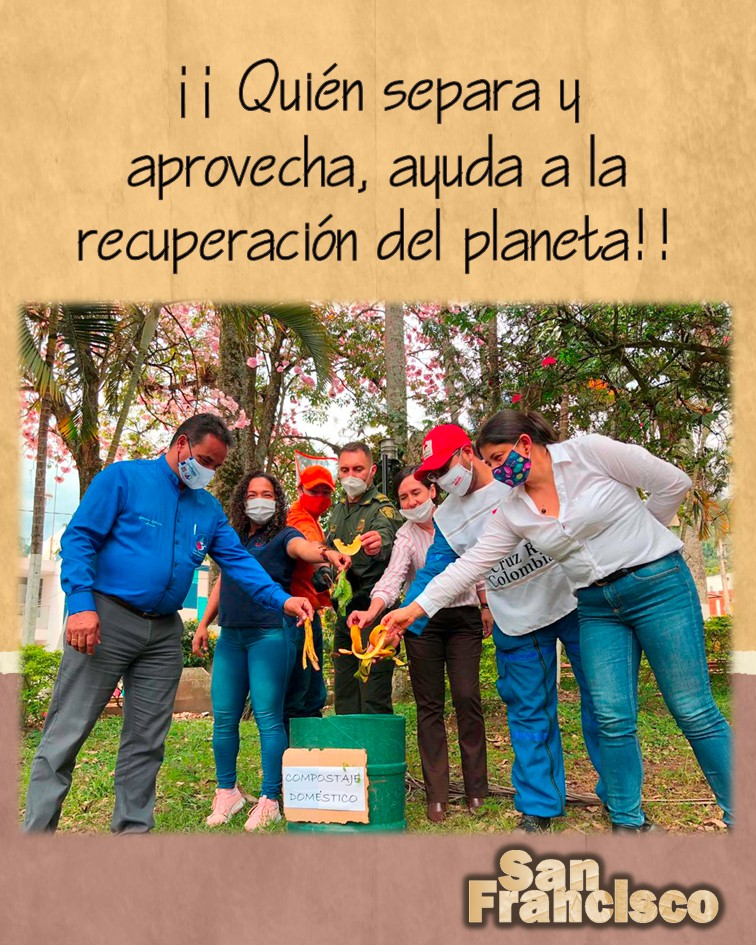 ¡¡ Quién separa y
aprovecha, ayuda a la
recuperación del planeta!!
Colombia
COMPOSTAJE
DOMÉSTICO
San
Francisco